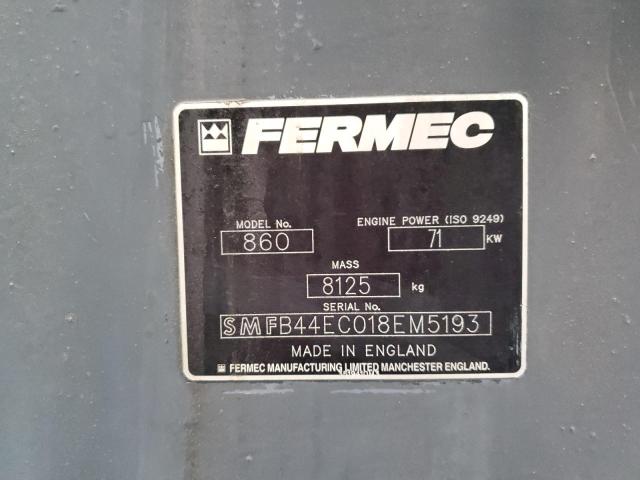 FERMEC
MODEL No. ENGINE POWER (ISO 9249)
860 71 KW
MASS
8125 kg
SERIAL No.
SMFB44EC018EM5193
MADE IN ENGLAND
FERMEC MANUFACTURING LIMITED MANCHESTER ENGLAND.